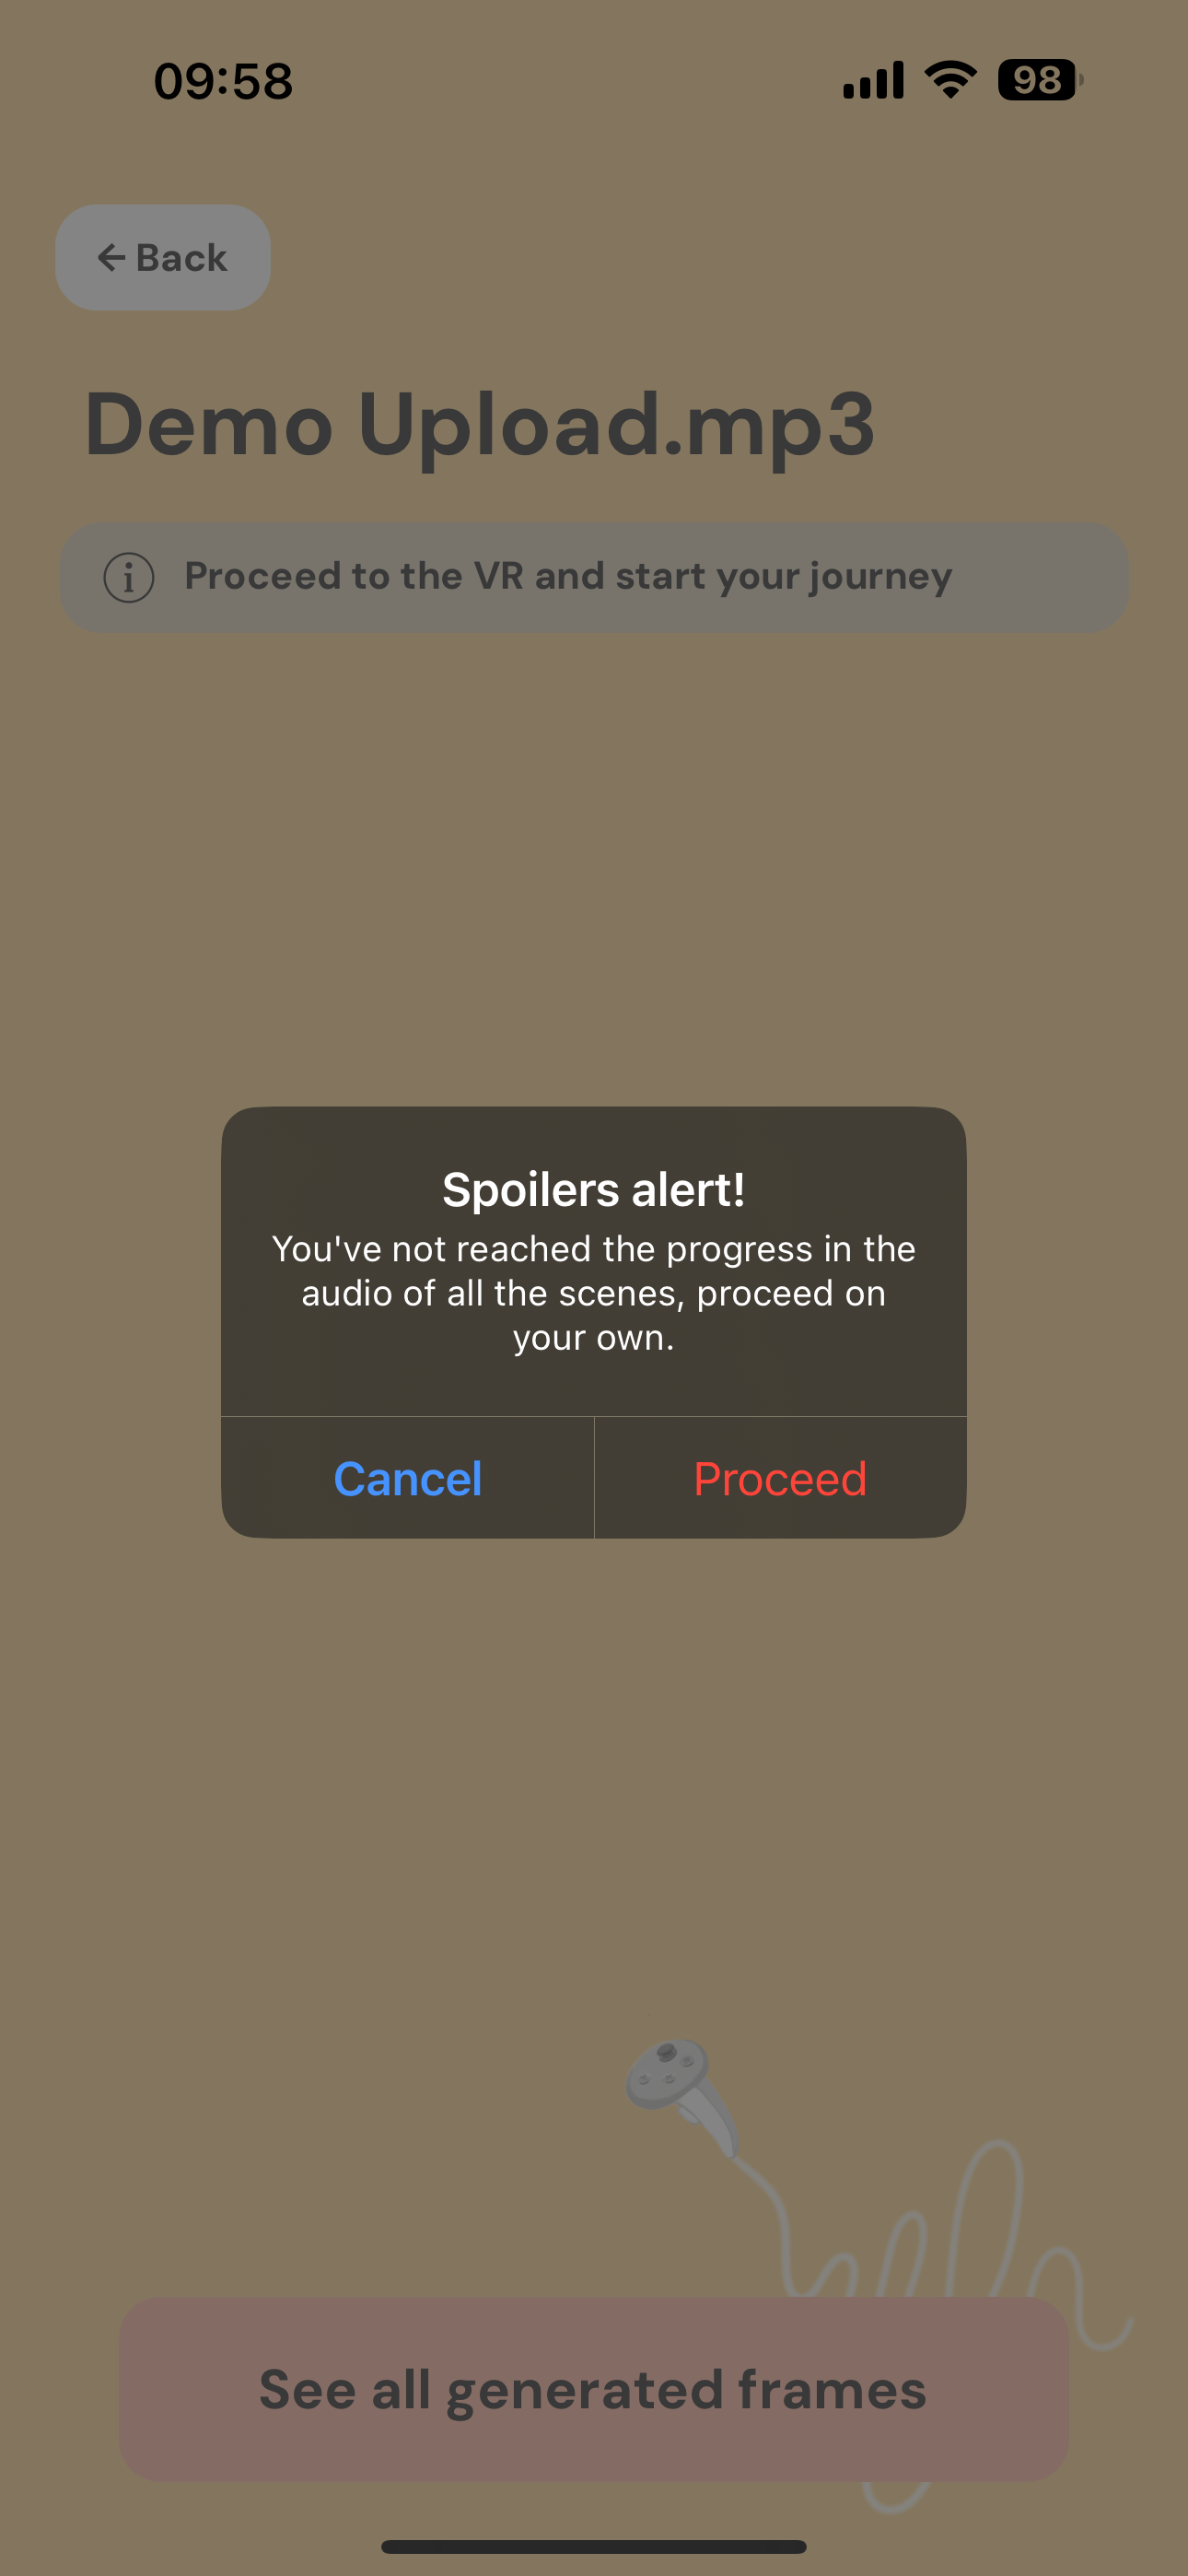 09:58
98
← Back
Demo Upload.mp3
Proceed to the VR and start your journey
Spoilers alert!
You've not reached the progress in the
audio of all the scenes, proceed on
your own.
Cancel
Proceed
See all generated frames